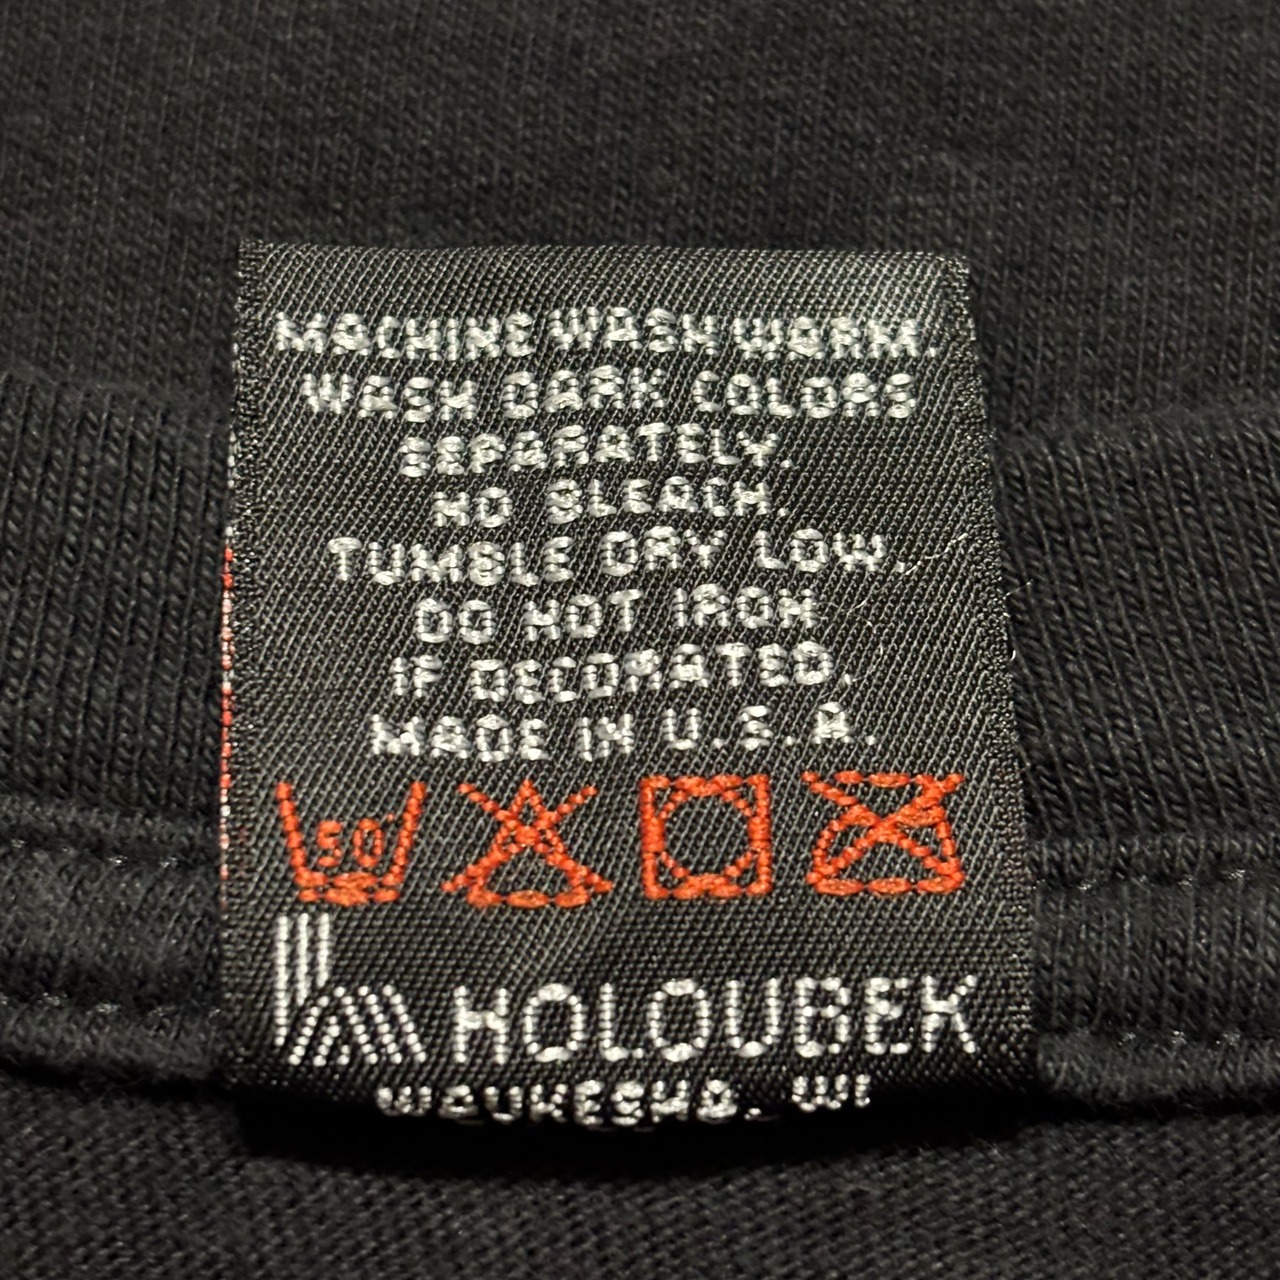 MACHINE WASH WARM.
WASH DARK COLORS
SEPARATELY.
NO BLEACH.
TUMBLE DRY LOW.
DO NOT IRON
IF DECORATED.
MADE IN U.S.A.
50°
HOLOUBEK
WAUKESHA, WI